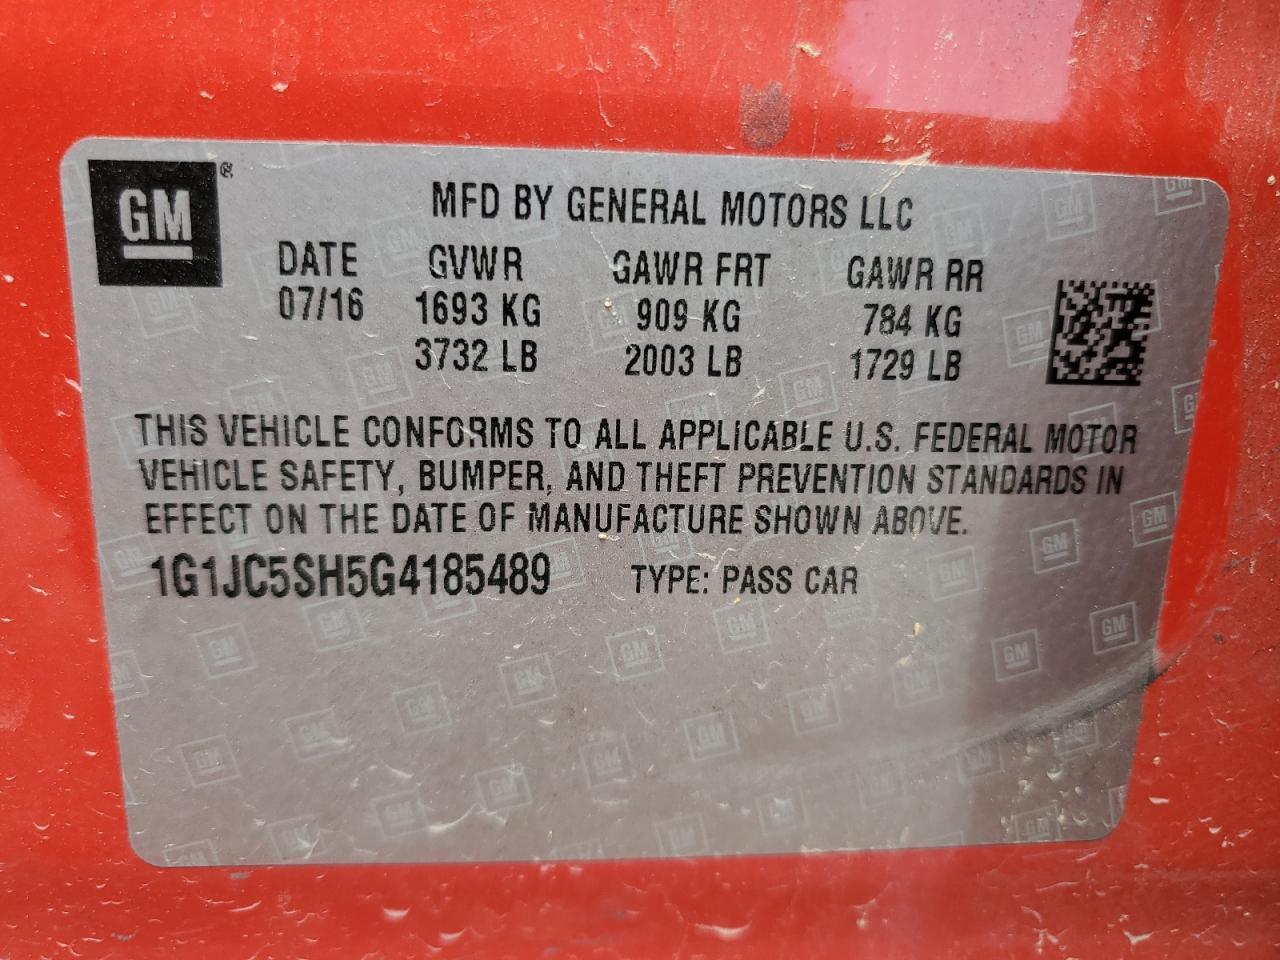 GM®
MFD BY GENERAL MOTORS LLC
DATE GVWR GAWR FRT GAWR RR
07/16 1693 KG 909 KG 784 KG
3732 LB 2003 LB 1729 LB
THIS VEHICLE CONFORMS TO ALL APPLICABLE U.S. FEDERAL MOTOR
VEHICLE SAFETY, BUMPER, AND THEFT PREVENTION STANDARDS IN
EFFECT ON THE DATE OF MANUFACTURE SHOWN ABOVE.
1G1JC5SH5G4185489 TYPE: PASS CAR